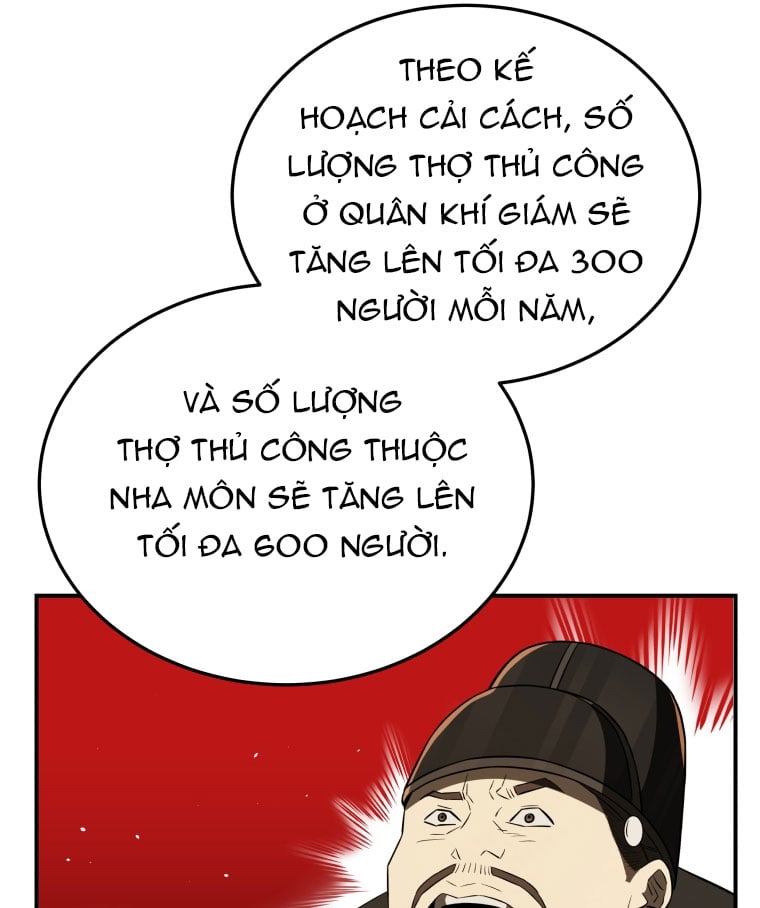 THEO KẾ
HOẠCH CẢI CÁCH, SỐ
LƯỢNG THỢ THỦ CÔNG
Ở QUÂN KHÍ GIÁM SẼ
TĂNG LÊN TỐI ĐA 300
NGƯỜI MỖI NĂM,
VÀ SỐ LƯỢNG
THỢ THỦ CÔNG THUỘC
NHA MÔN SẼ TĂNG LÊN
TỐI ĐA 600 NGƯỜI.